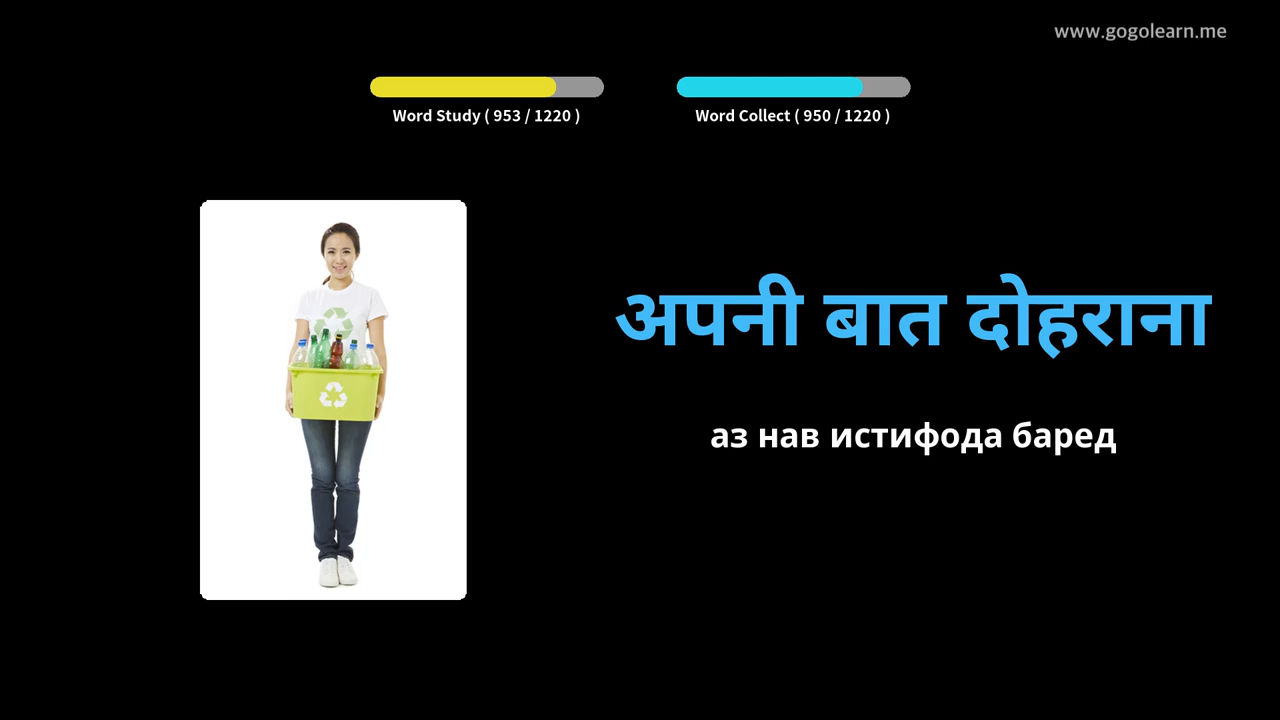 www.gogolearn.me
Word Study ( 953 / 1220 )
Word Collect ( 950 / 1220 )
अपनी बात दोहराना
аз нав истифода баред